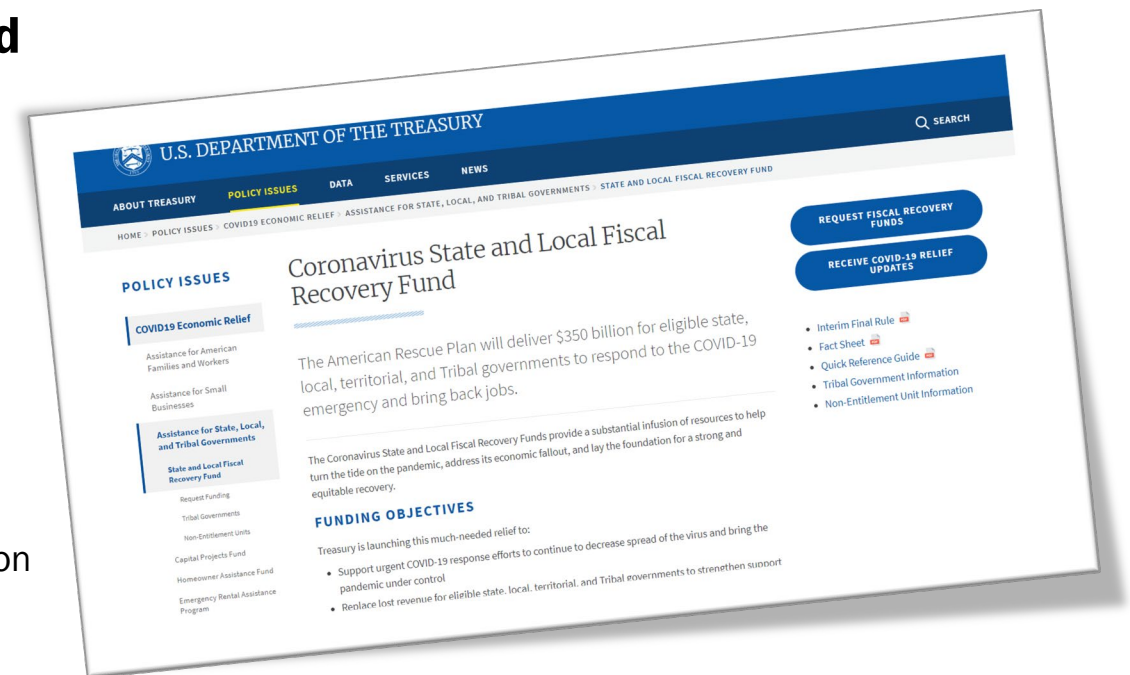 d
on
U.S. DEPARTMENT OF THE TREASURY
SEARCH
ABOUT TREASURY
POLICY ISSUES
DATA
SERVICES
NEWS
HOME > POLICY ISSUES > COVID19 ECONOMIC RELIEF > ASSISTANCE FOR STATE, LOCAL, AND TRIBAL GOVERNMENTS > STATE AND LOCAL FISCAL RECOVERY FUND
POLICY ISSUES
COVID19 Economic Relief
Assistance for American
Families and Workers
Assistance for Small
Businesses
Assistance for State, Local,
and Tribal Governments
State and Local Fiscal
Recovery Fund
Request Funding
Tribal Governments
Non-Entitlement Units
Capital Projects Fund
Homeowner Assistance Fund
Emergency Rental Assistance
Program
Coronavirus State and Local Fiscal
Recovery Fund
The American Rescue Plan will deliver $350 billion for eligible state,
local, territorial, and Tribal governments to respond to the COVID-19
emergency and bring back jobs.
The Coronavirus State and Local Fiscal Recovery Funds provide a substantial infusion of resources to help
turn the tide on the pandemic, address its economic fallout, and lay the foundation for a strong and
equitable recovery.
FUNDING OBJECTIVES
Treasury is launching this much-needed relief to:
• Support urgent COVID-19 response efforts to continue to decrease spread of the virus and bring the
pandemic under control
• Replace lost revenue for eligible state, local, territorial, and Tribal governments to strengthen support
REQUEST FISCAL RECOVERY
FUNDS
RECEIVE COVID-19 RELIEF
UPDATES
• Interim Final Rule
• Fact Sheet
• Quick Reference Guide
• Tribal Government Information
• Non-Entitlement Unit Information